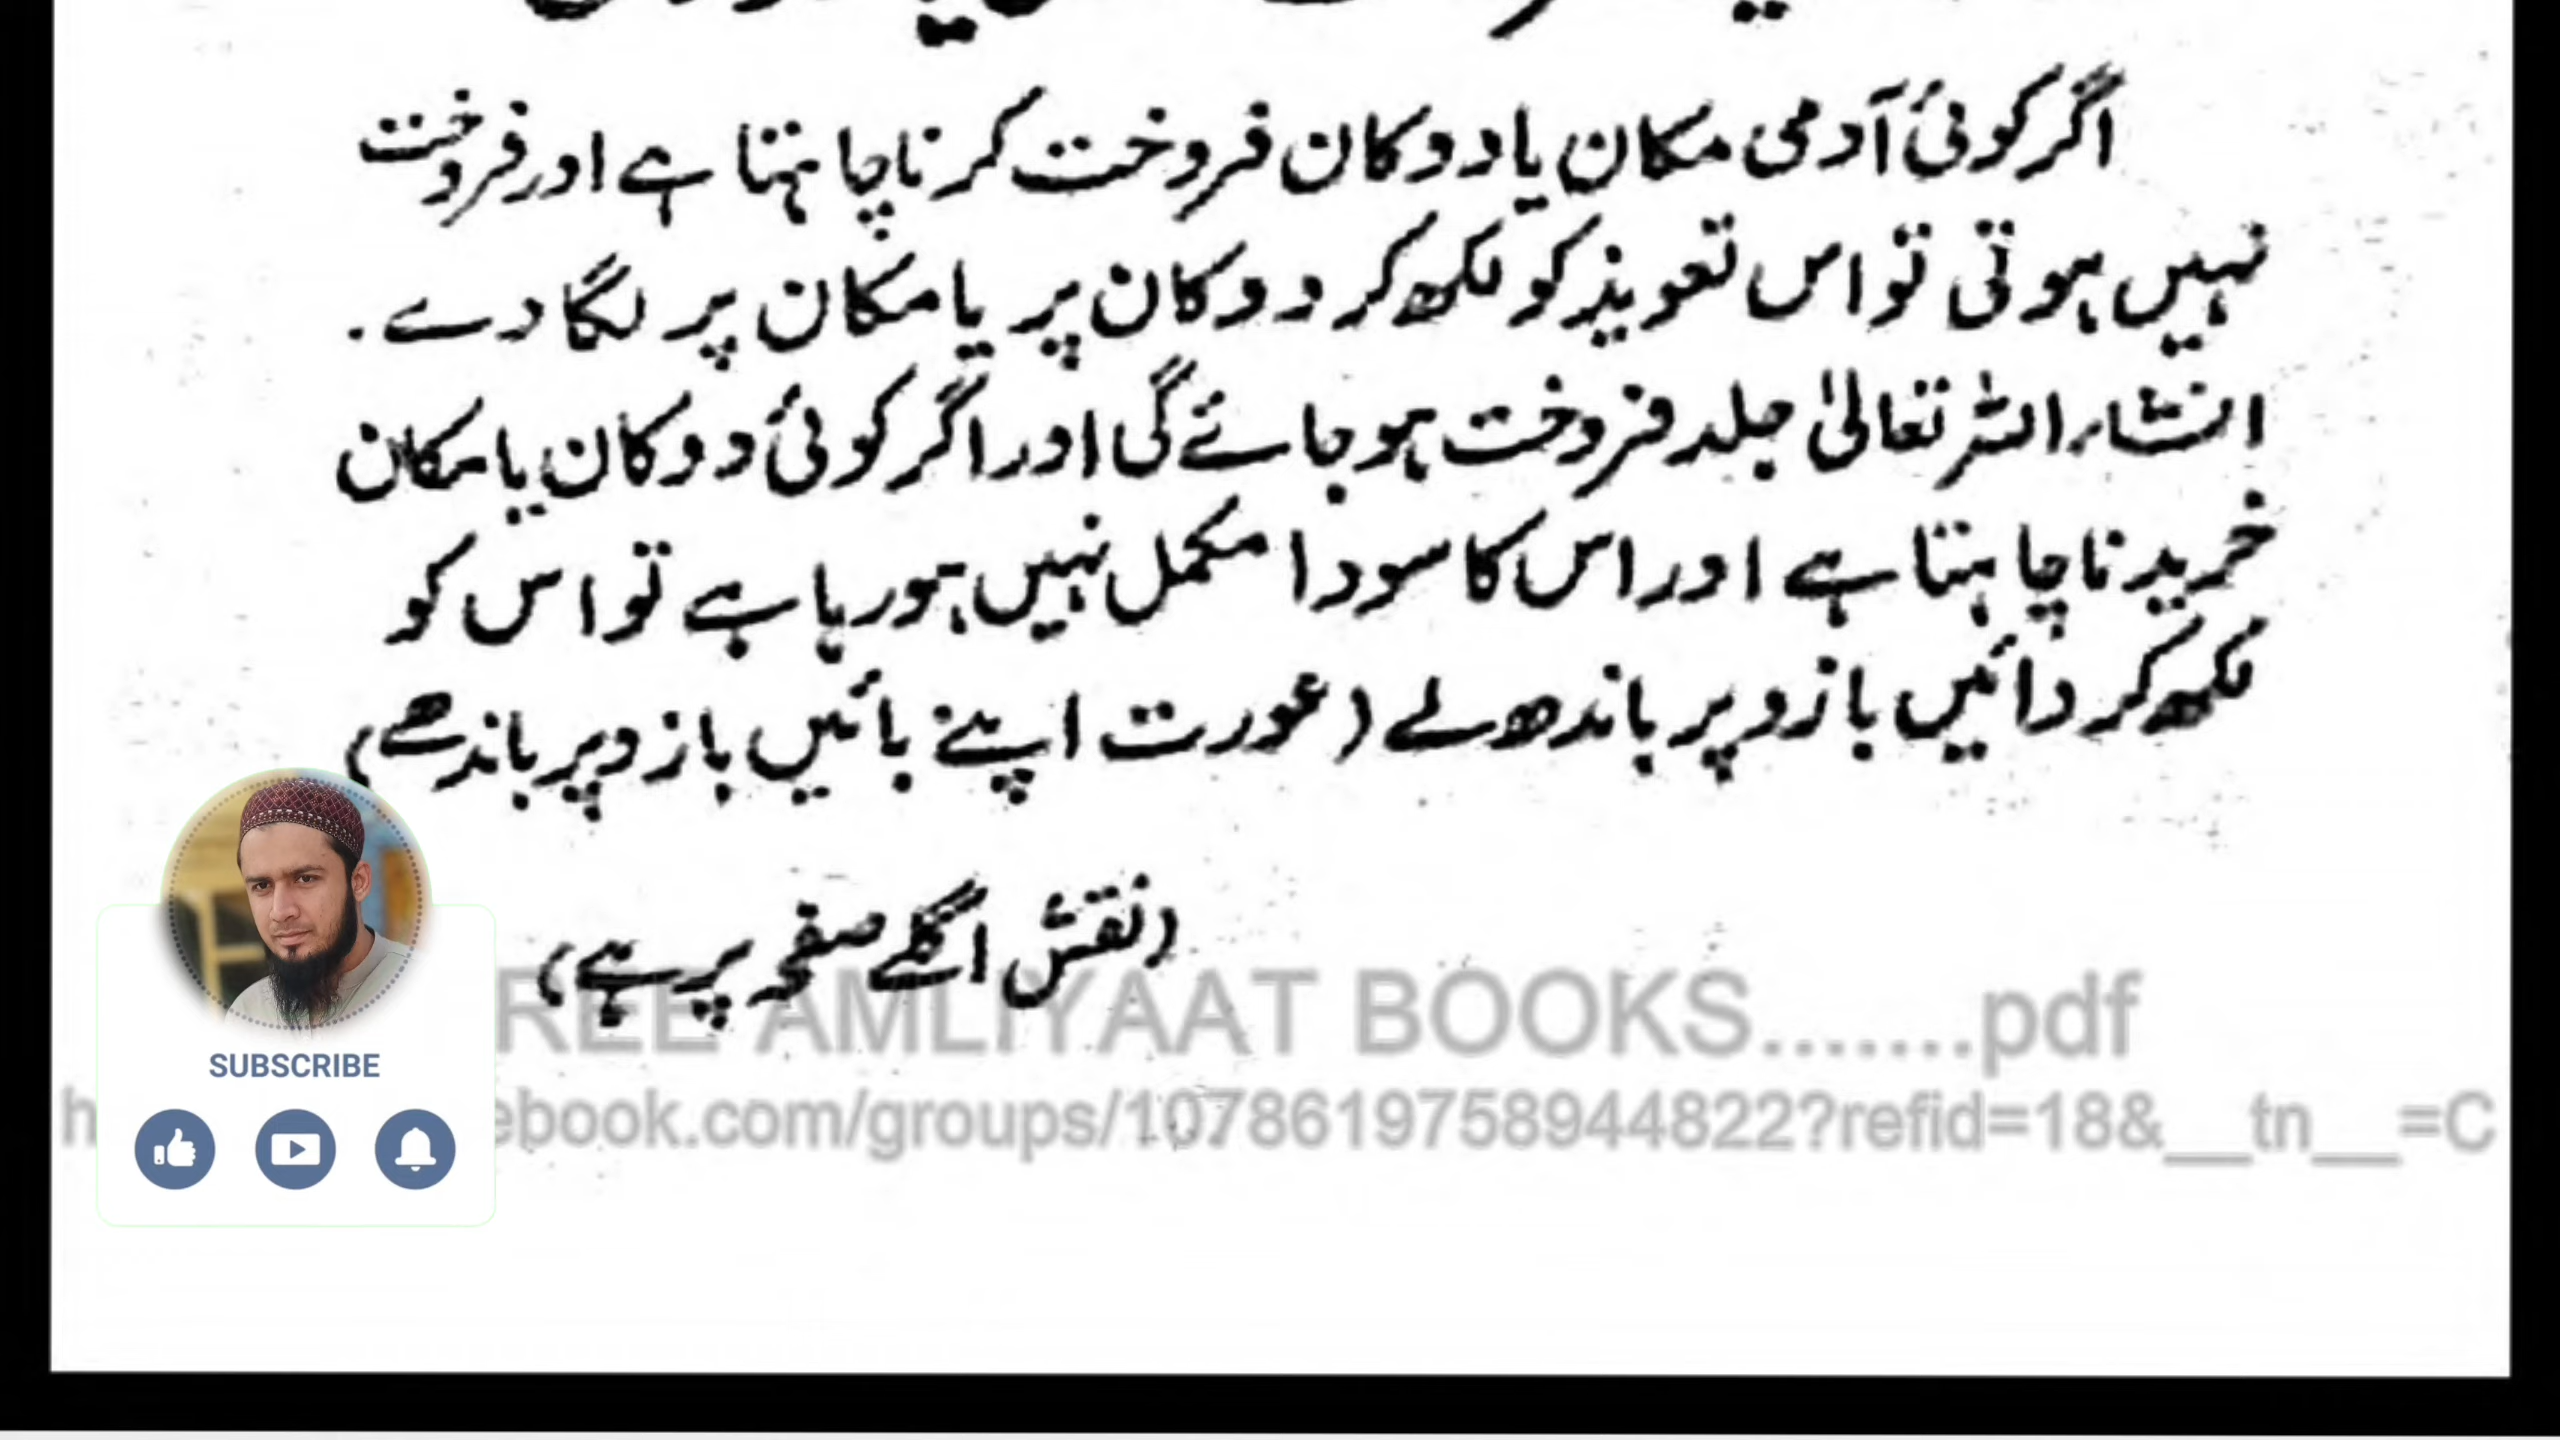 اگر کوئی آدمی مکان یا دوکان فروخت کرنا چاہتا ہے اور فروخت
نہیں ہوتی تو اس تعویذ کو لکھ کر دوکان پر یا مکان پر لگا دے۔
انشاء اللہ تعالیٰ جلد فروخت ہو جائے گی اور اگر کوئی دوکان یا مکان
خریدنا چاہتا ہے اور اس کا سودا مکمل نہیں ہو رہا ہے تو اس کو
لکھ کر دائیں بازو پر باندھ لے (عورت اپنے بائیں بازو پر باندھے)
(نقش اگلے صفحہ پر ہے)
REE AMLIYAAT BOOKS.......pdf
ebook.com/groups/1078619758944822?refid=18&__tn__=C
SUBSCRIBE